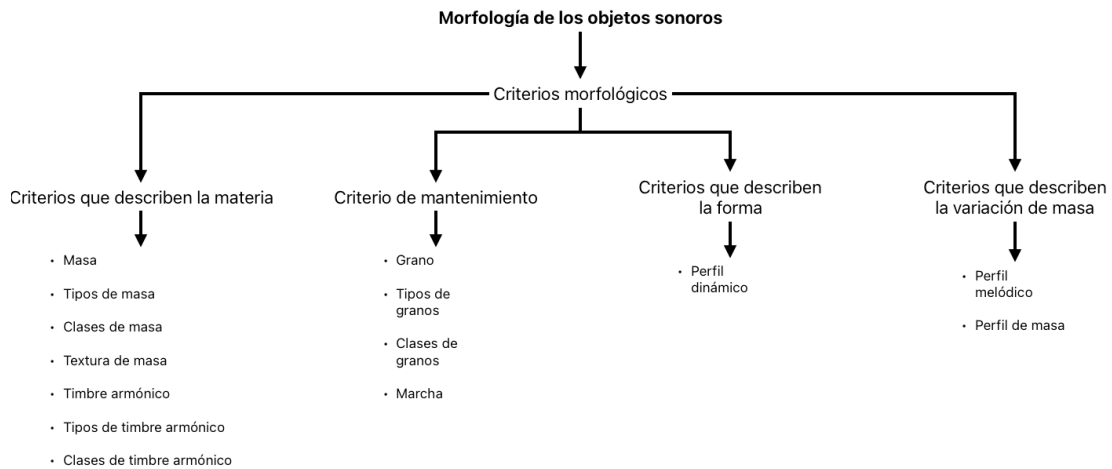 Morfología de los objetos sonoros
Criterios morfológicos
Criterios que describen la materia
• Masa
• Tipos de masa
• Clases de masa
• Textura de masa
• Timbre armónico
• Tipos de timbre armónico
• Clases de timbre armónico
Criterio de mantenimiento
• Grano
• Tipos de
granos
• Clases de
granos
• Marcha
Criterios que describen
la forma
• Perfil
dinámico
Criterios que describen
la variación de masa
• Perfil
melódico
• Perfil de masa